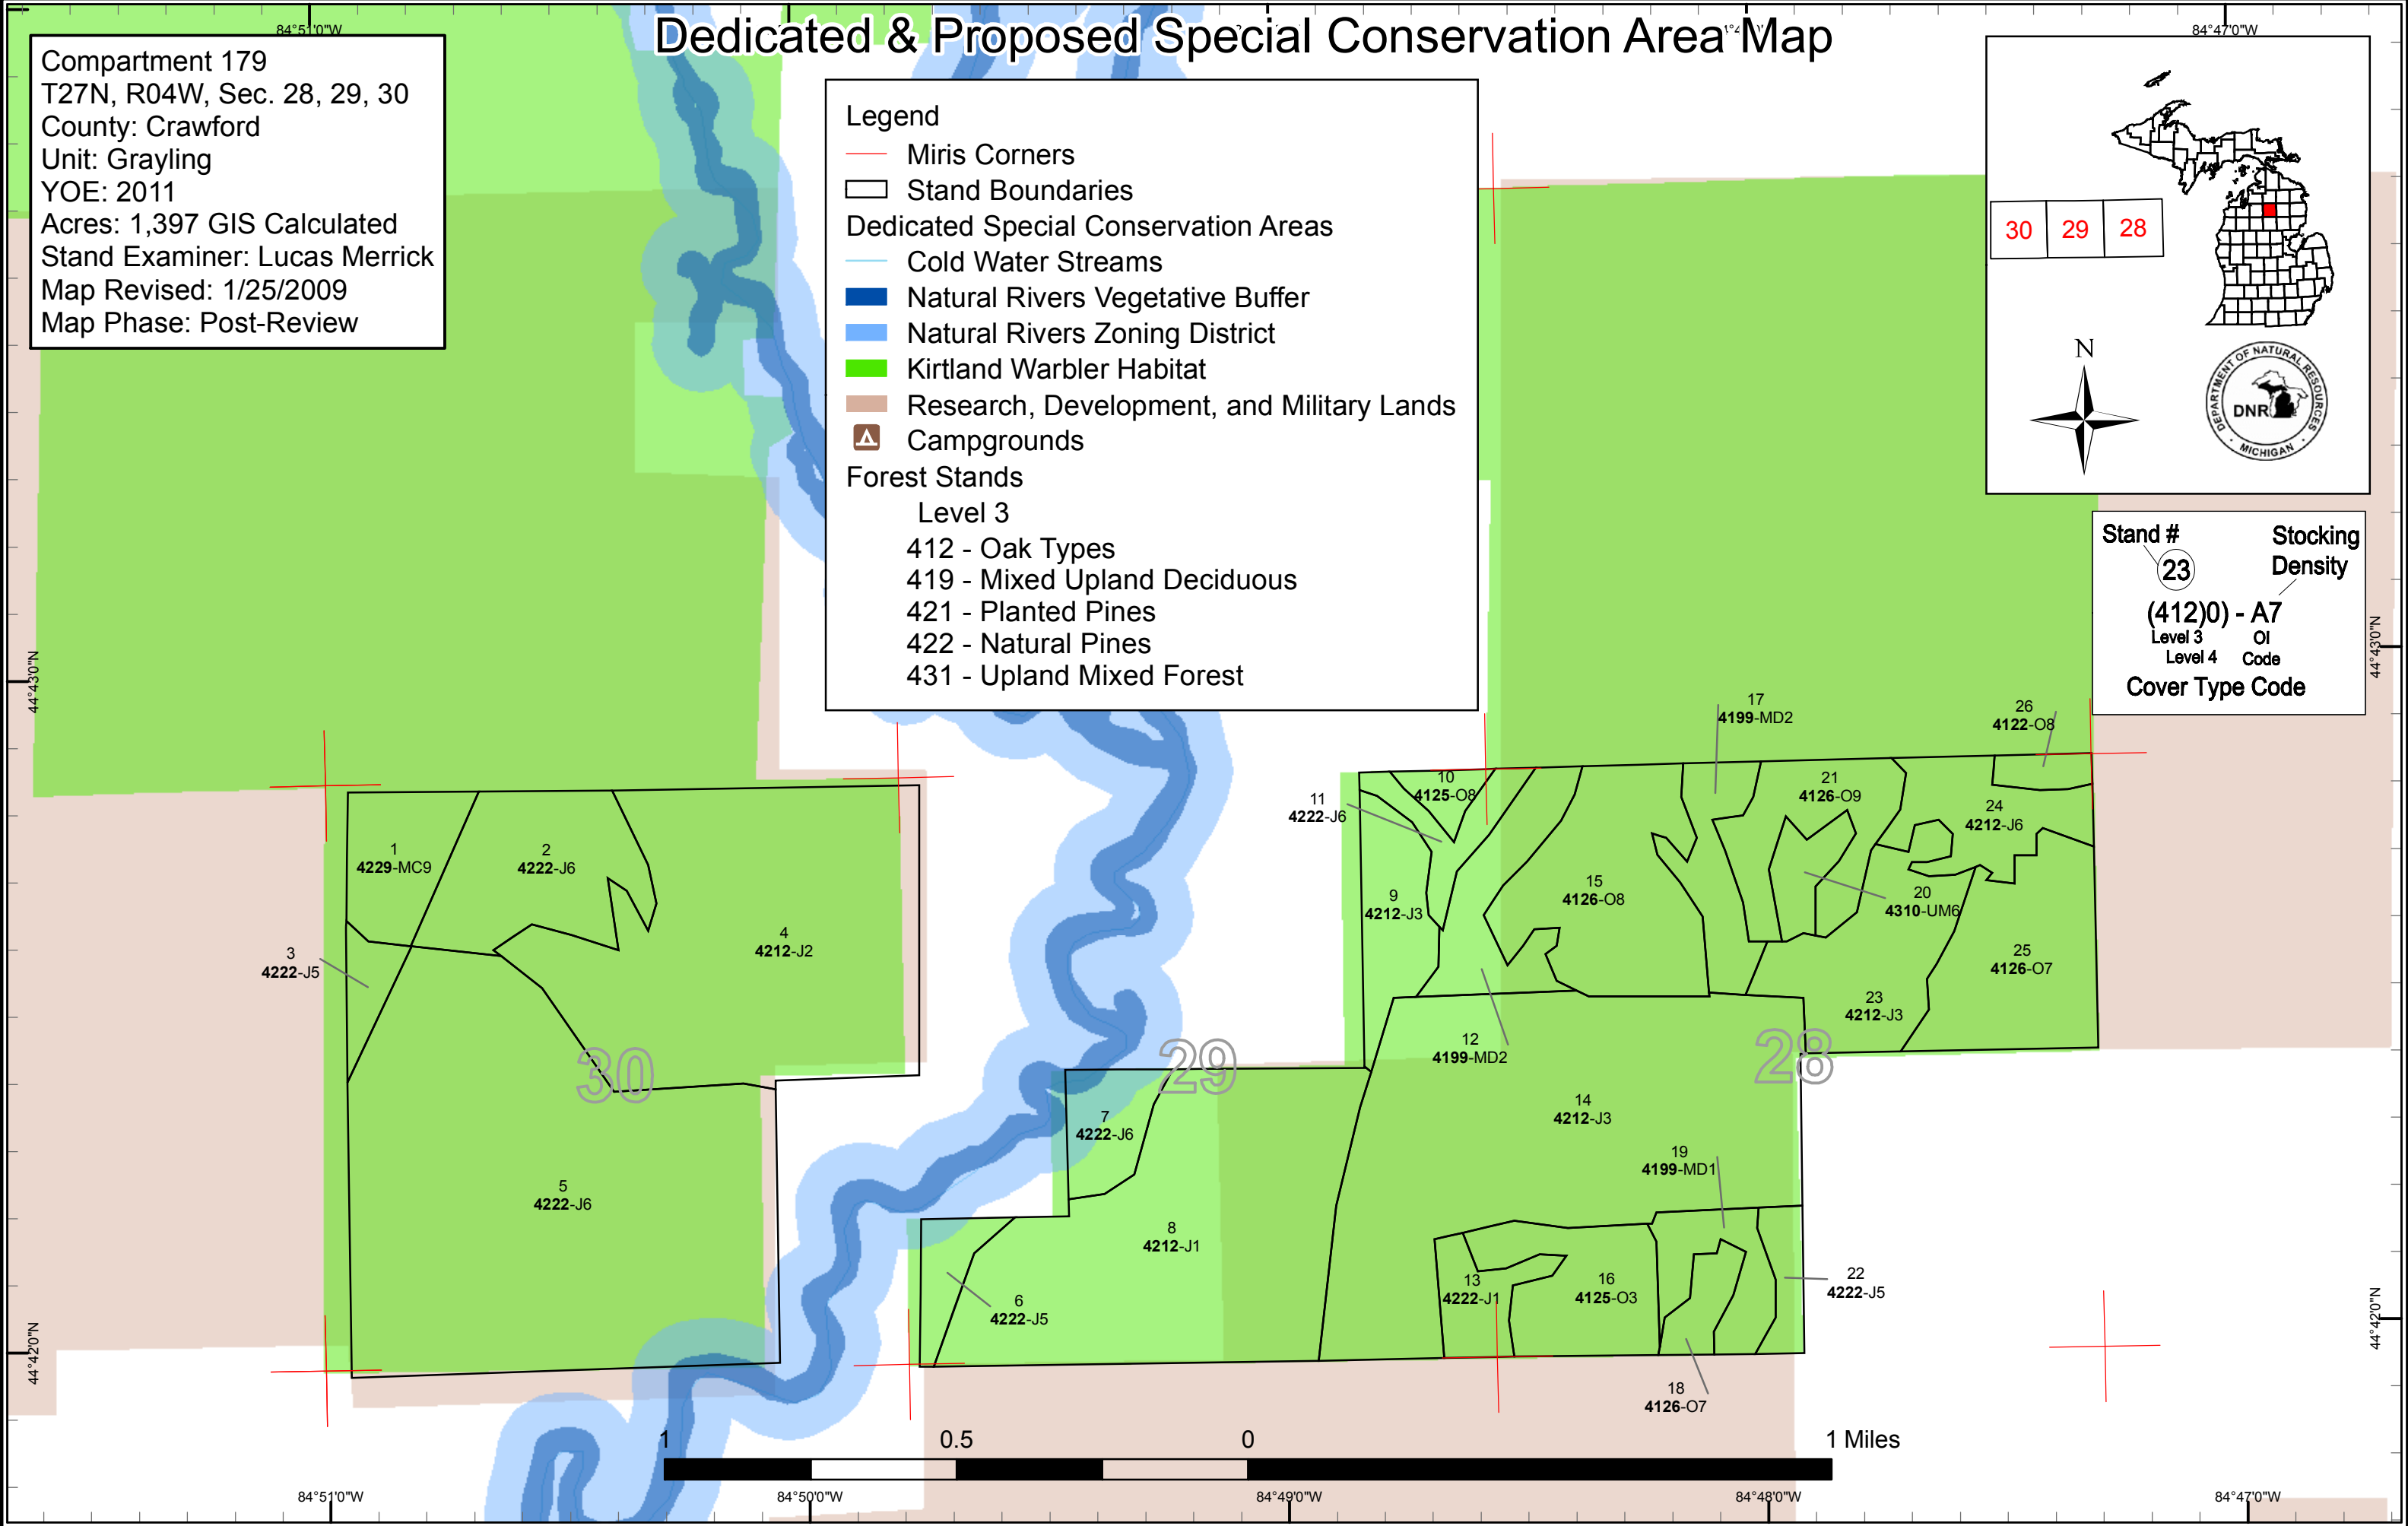 Dedicated & Proposed Special Conservation Area Map
84°51'0"W
84°47'0"W
Compartment 179
T27N, R04W, Sec. 28, 29, 30
County: Crawford
Unit: Grayling
YOE: 2011
Acres: 1,397 GIS Calculated
Stand Examiner: Lucas Merrick
Map Revised: 1/25/2009
Map Phase: Post-Review
Legend
Miris Corners
Stand Boundaries
Dedicated Special Conservation Areas
Cold Water Streams
Natural Rivers Vegetative Buffer
Natural Rivers Zoning District
Kirtland Warbler Habitat
Research, Development, and Military Lands
Campgrounds
Forest Stands
Level 3
412 - Oak Types
419 - Mixed Upland Deciduous
421 - Planted Pines
422 - Natural Pines
431 - Upland Mixed Forest
30 29 28
N
DEPARTMENT OF NATURAL RESOURCES
DNR
MICHIGAN
Stand #
Stocking
Density
23
(412)0) - A7
Level 3
OI
Level 4
Code
Cover Type Code
44°43'0"N
44°43'0"N
17
4199-MD2
26
4122-O8
10
4125-O8
21
4126-O9
11
4222-J6
24
4212-J6
1
4229-MC9
2
4222-J6
15
4126-O8
9
4212-J3
20
4310-UM6
4
4212-J2
3
4222-J5
25
4126-O7
23
4212-J3
12
4199-MD2
30
29
28
14
4212-J3
7
4222-J6
19
4199-MD1
5
4222-J6
8
4212-J1
13
4222-J1
16
4125-O3
22
4222-J5
6
4222-J5
18
4126-O7
44°42'0"N
44°42'0"N
1 0.5 0 1 Miles
84°51'0"W
84°50'0"W
84°49'0"W
84°48'0"W
84°47'0"W